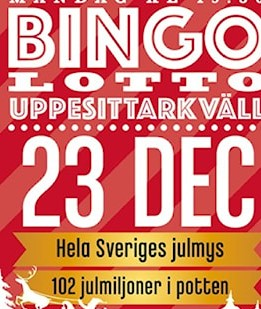 BINGO
LOTTO
UPPESITTARKVÄLL
23 DEC
Hela Sveriges julmys
102 julmiljoner i potten